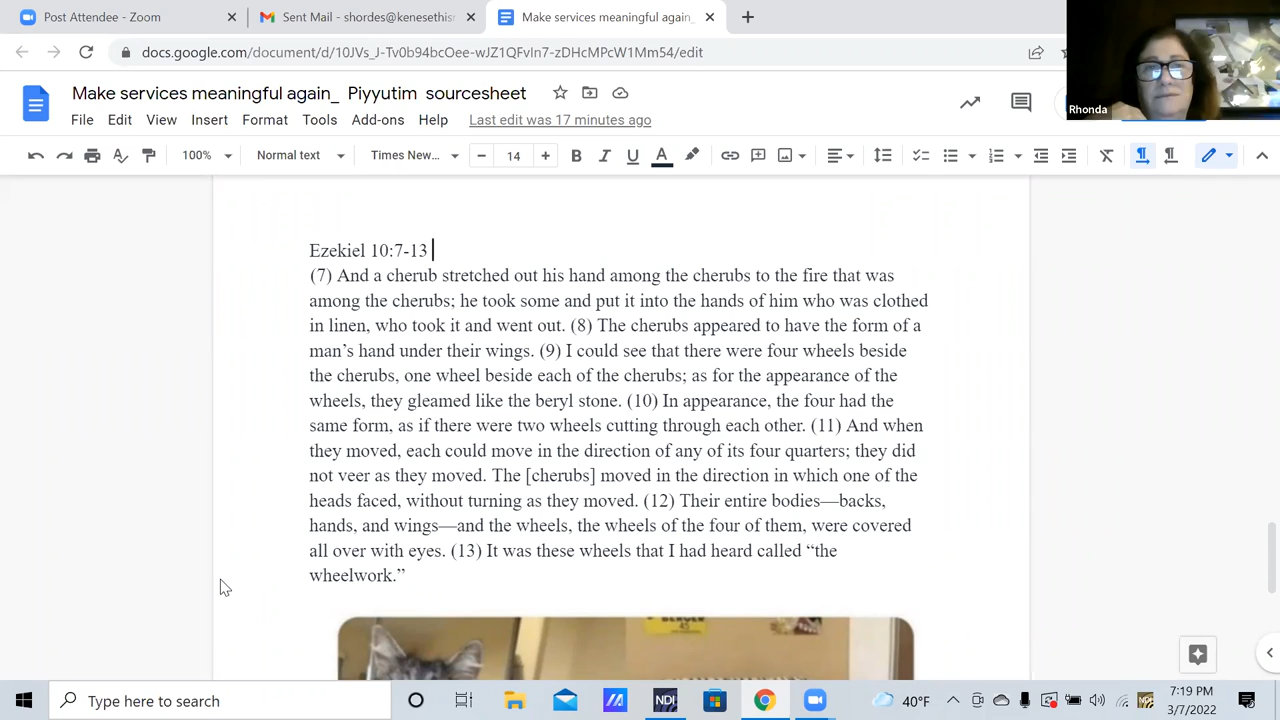 Post Attendee - Zoom
Sent Mail - shordes@kenesethisr
Make services meaningful again_
docs.google.com/document/d/10JVs_J-Tv0b94bcOee-wJZ1QFvIn7-zDHcMPcW1Mm54/edit
Make services meaningful again_ Piyyutim sourcesheet
Rhonda
File Edit View Insert Format Tools Add-ons Help Last edit was 17 minutes ago
100% Normal text Times New... 14
Ezekiel 10:7-13
(7) And a cherub stretched out his hand among the cherubs to the fire that was
among the cherubs; he took some and put it into the hands of him who was clothed
in linen, who took it and went out. (8) The cherubs appeared to have the form of a
man’s hand under their wings. (9) I could see that there were four wheels beside
the cherubs, one wheel beside each of the cherubs; as for the appearance of the
wheels, they gleamed like the beryl stone. (10) In appearance, the four had the
same form, as if there were two wheels cutting through each other. (11) And when
they moved, each could move in the direction of any of its four quarters; they did
not veer as they moved. The [cherubs] moved in the direction in which one of the
heads faced, without turning as they moved. (12) Their entire bodies—backs,
hands, and wings—and the wheels, the wheels of the four of them, were covered
all over with eyes. (13) It was these wheels that I had heard called “the
wheelwork.”
Type here to search
NDI
40°F
7:19 PM
3/7/2022